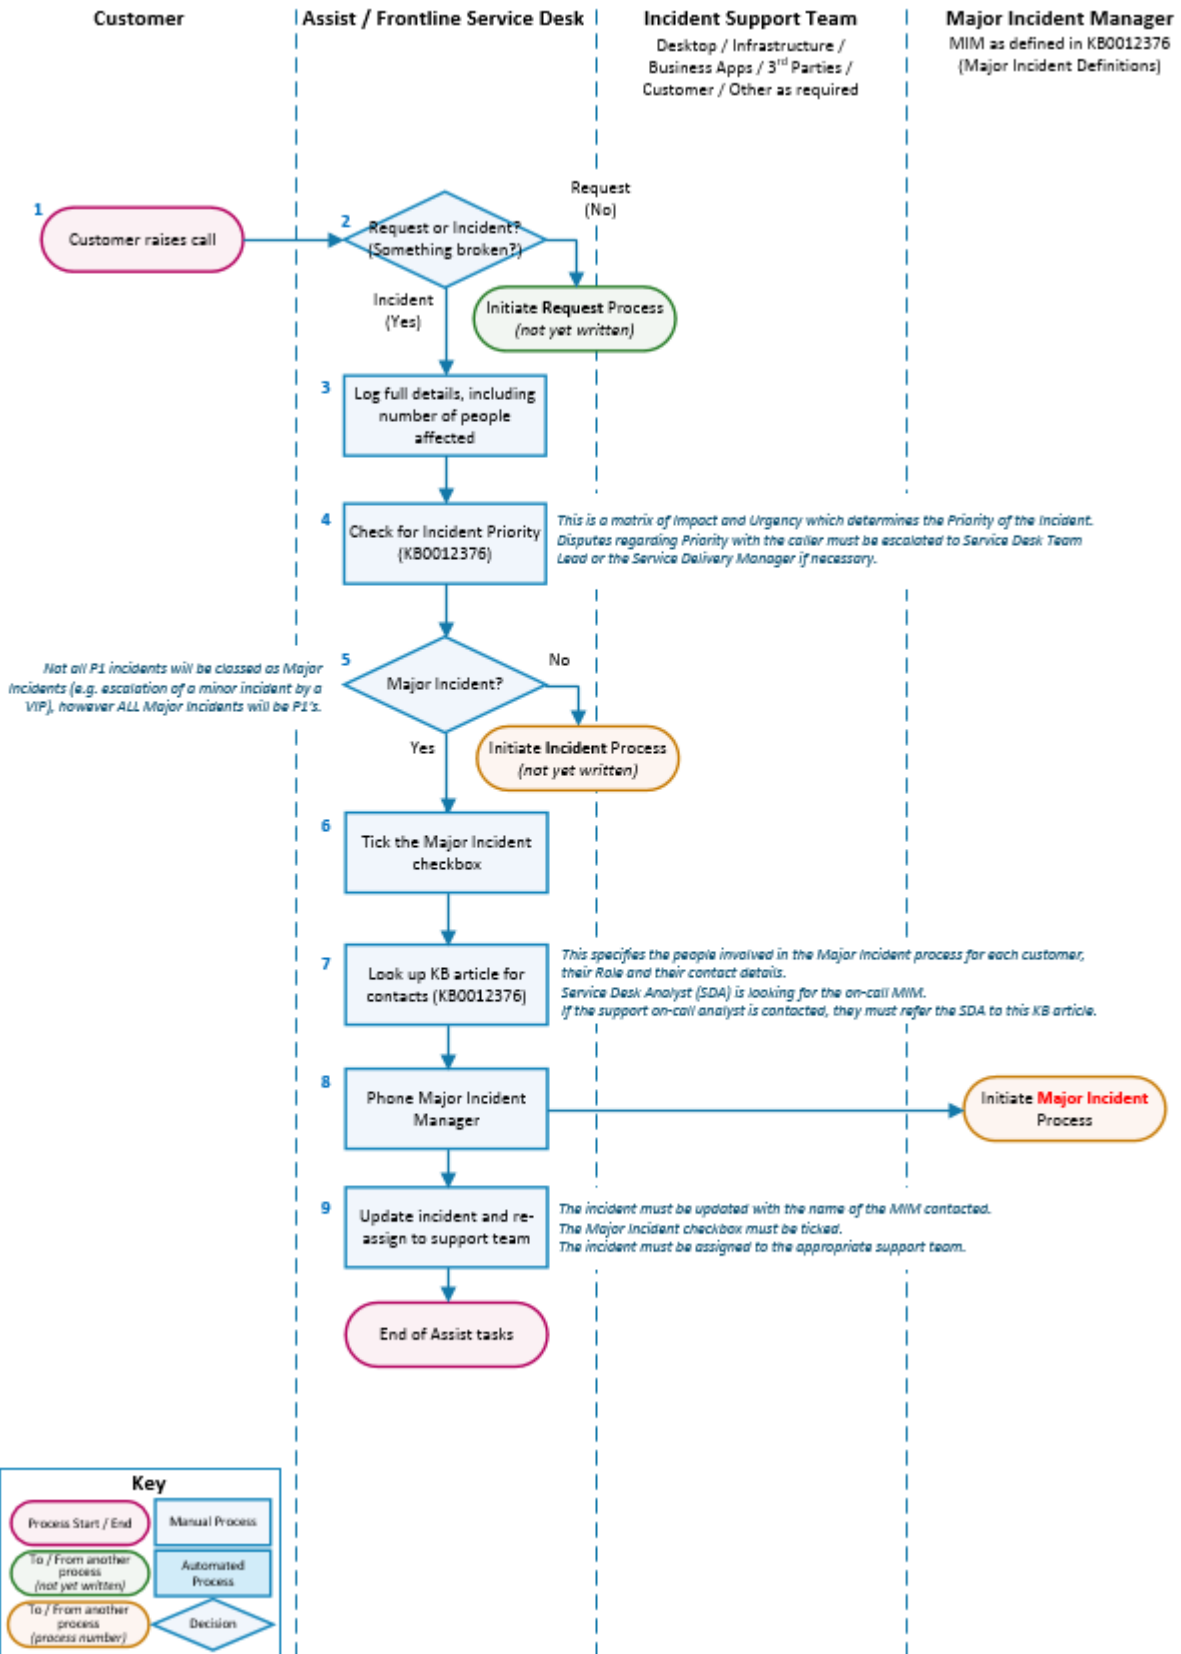 Customer
Assist / Frontline Service Desk
Incident Support Team
Desktop / Infrastructure /
Business Apps / 3rd Parties /
Customer / Other as required
Major Incident Manager
MIM as defined in KB0012376
(Major Incident Definitions)
1
Customer raises call
2
Request or Incident?
(Something broken?)
Request
(No)
Initiate Request Process
(not yet written)
Incident
(Yes)
3
Log full details, including
number of people
affected
4
Check for Incident Priority
(KB0012376)
This is a matrix of Impact and Urgency which determines the Priority of the Incident.
Disputes regarding Priority with the caller must be escalated to Service Desk Team
Lead or the Service Delivery Manager if necessary.
Not all P1 incidents will be classed as Major
Incidents (e.g. escalation of a minor incident by a
VIP), however ALL Major Incidents will be P1's.
5
Major Incident?
No
Initiate Incident Process
(not yet written)
Yes
6
Tick the Major Incident
checkbox
7
Look up KB article for
contacts (KB0012376)
This specifies the people involved in the Major Incident process for each customer,
their Role and their contact details.
Service Desk Analyst (SDA) is looking for the on-call MIM.
If the support on-call analyst is contacted, they must refer the SDA to this KB article.
8
Phone Major Incident
Manager
Initiate Major Incident
Process
9
Update incident and re-
assign to support team
The incident must be updated with the name of the MIM contacted.
The Major Incident checkbox must be ticked.
The incident must be assigned to the appropriate support team.
End of Assist tasks
Key
Process Start / End
Manual Process
To / From another
process
(not yet written)
Automated
Process
To / From another
process
(process number)
Decision